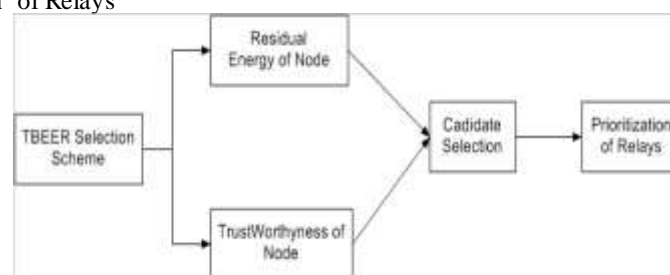 of Relays
Residual
Energy of Node
TBEER Selection
Scheme
Cadidate
Selection
Prioritization
of Relays
TrustWorthyness of
Node